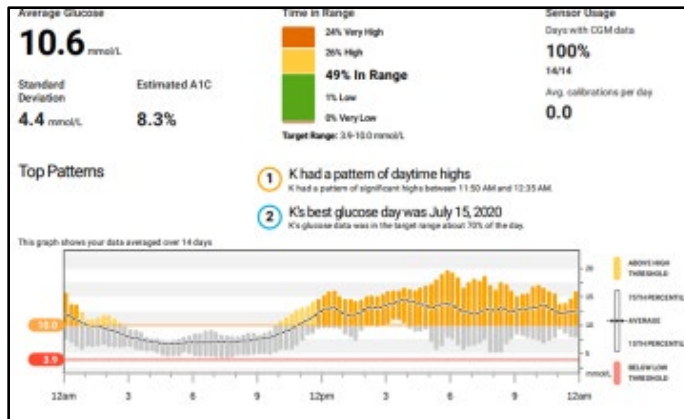 Average Glucose
10.6 mmol/L
Standard Deviation
4.4 mmol/L
Estimated A1C
8.3%
Time in Range
24% Very High
26% High
49% In Range
1% Low
0% Very Low
Target Range: 3.9-10.0 mmol/L
Sensor Usage
Days with CGM data
100%
14/14
Avg. calibrations per day
0.0
Top Patterns
1 K had a pattern of daytime highs
K had a pattern of significant highs between 11:50 AM and 12:35 AM.
2 K's best glucose day was July 15, 2020
K's glucose data was in the target range about 70% of the day.
This graph shows your data averaged over 14 days
10.0
3.9
20
15
10
5
mmol/L
12am 3 6 9 12pm 3 6 9 12am
ABOVE HIGH
THRESHOLD
75TH PERCENTIL
AVERAGE
15TH PERCENTIL
BELOW LOW
THRESHOLD